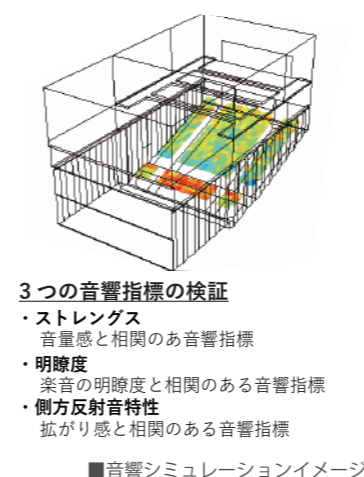 3つの音響指標の検証
・ストレングス
音量感と相関のあ音響指標
・明瞭度
楽音の明瞭度と相関のある音響指標
・側方反射音特性
拡がり感と相関のある音響指標
■音響シミュレーションイメージ